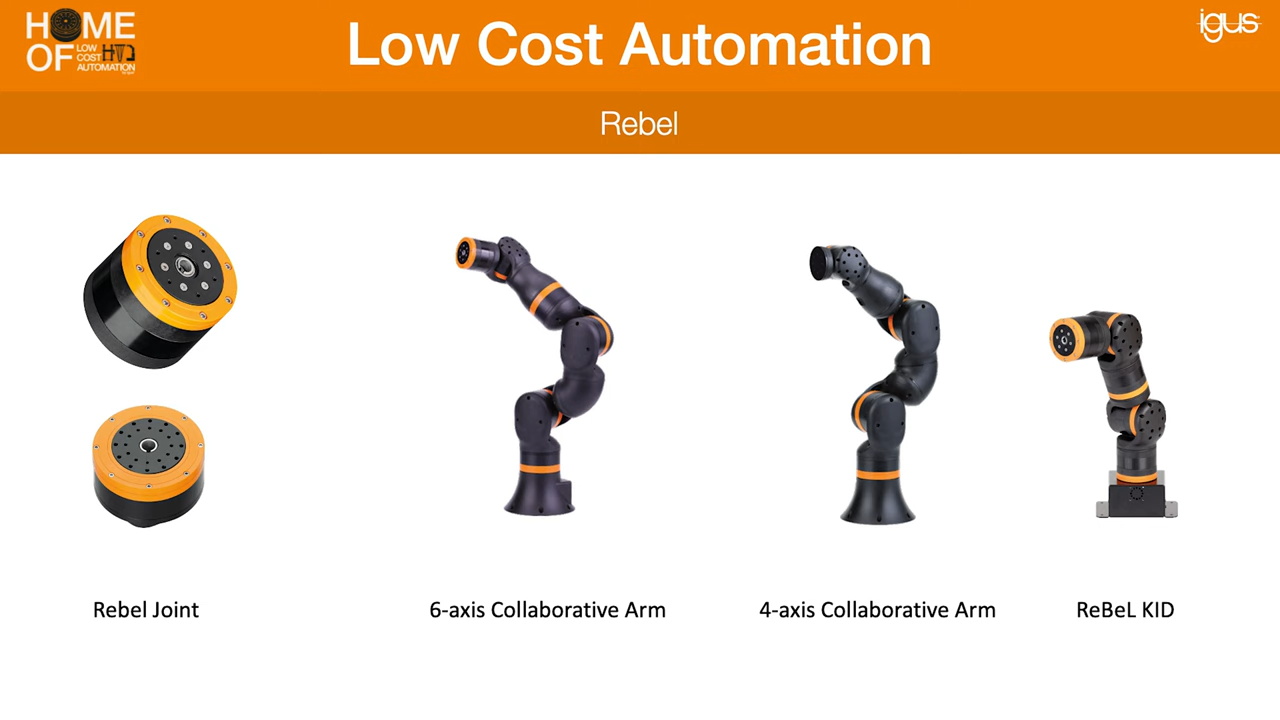 HOME
OF LOW
COST
AUTOMATION
Low Cost Automation
igus
Rebel
Rebel Joint
6-axis Collaborative Arm
4-axis Collaborative Arm
ReBeL KID